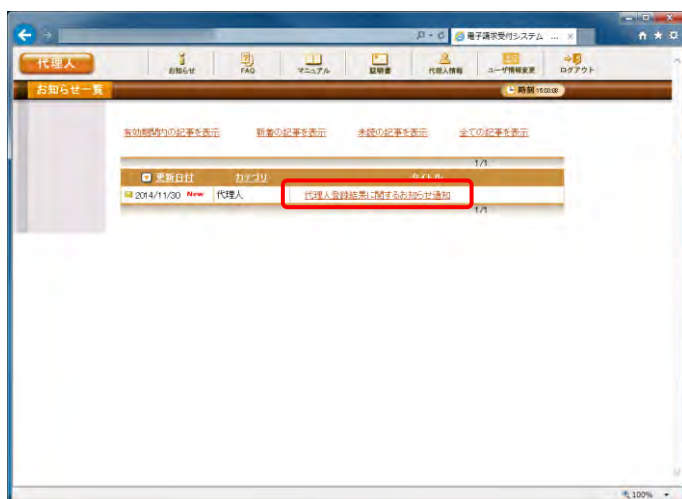 電子請求受付システム ...
代理人
お知らせ FAQ マニュアル 証明書 代理人情報 ユーザ情報変更 ログアウト
お知らせ一覧
時刻 15:03:08
有効期間内の記事を表示 新着の記事を表示 未読の記事を表示 全ての記事を表示
1/1
更新日付 カテゴリ タイトル
2014/11/30 New 代理人 代理人登録結果に関するお知らせ通知
1/1
100%